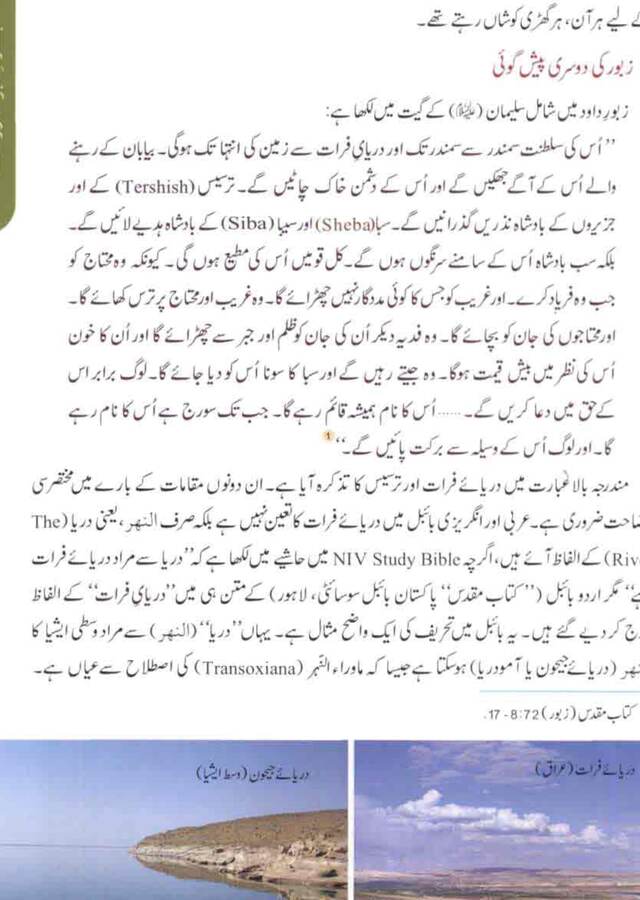 کے لیے ہر آن، ہر گھڑی کوشاں رہتے تھے۔
زبور کی دوسری پیش گوئی
زبورِ داود میں شامل سلیمان (علیہ السلام) کے گیت میں لکھا ہے:
’’ اُس کی سلطنت سمندر سے سمندر تک اور دریایِ فرات سے زمین کی انتہا تک ہوگی۔ بیابان کے رہنے
والے اُس کے آگے جھکیں گے اور اُس کے دشمن خاک چاٹیں گے۔ ترسیس (Tershish) کے اور
جزیروں کے بادشاہ نذریں گذرانیں گے۔ سبا (Sheba) اور سیبا (Siba) کے بادشاہ ہدیے لائیں گے۔
بلکہ سب بادشاہ اُس کے سامنے سرنگوں ہوں گے۔ کل قومیں اُس کی مطیع ہوں گی۔ کیونکہ وہ محتاج کو
جب وہ فریاد کرے۔ اور غریب کو جس کا کوئی مددگار نہیں چھڑائے گا۔ وہ غریب اور محتاج پر ترس کھائے گا۔
اور محتاجوں کی جان کو بچائے گا۔ وہ فدیہ دیکر اُن کی جان کو ظلم اور جبر سے چھڑائے گا اور اُن کا خون
اُس کی نظر میں بیش قیمت ہوگا۔ وہ جیتے رہیں گے اور سبا کا سونا اُس کو دیا جائے گا۔ لوگ برابر اس
کے حق میں دعا کریں گے۔ ...... اُس کا نام ہمیشہ قائم رہے گا۔ جب تک سورج ہے اُس کا نام رہے
گا۔ اور لوگ اُس کے وسیلہ سے برکت پائیں گے۔‘‘ 1
مندرجہ بالا عبارت میں دریائے فرات اور ترسیس کا تذکرہ آیا ہے۔ ان دونوں مقامات کے بارے میں مختصر سی
ضاحت ضروری ہے۔ عربی اور انگریزی بائبل میں دریائے فرات کا تعین نہیں ہے بلکہ صرف النهر، یعنی دریا (The
Rive) کے الفاظ آئے ہیں، اگرچہ NIV Study Bible میں حاشیے میں لکھا ہے کہ ’’دریا سے مراد دریائے فرات
ہے‘‘ مگر اردو بائبل (’’کتاب مقدس‘‘ پاکستان بائبل سوسائٹی، لاہور) کے متن ہی میں ’’دریایِ فرات‘‘ کے الفاظ
رج کر دیے گئے ہیں۔ یہ بائبل میں تحریف کی ایک واضح مثال ہے۔ یہاں ’’دریا‘‘ (النهر) سے مراد وسطی ایشیا کا
نهر (دریائے جیحون یا آمودریا) ہوسکتا ہے جیسا کہ ماوراء النّہر (Transoxiana) کی اصطلاح سے عیاں ہے۔
کتاب مقدس (زبور) 72:8-17.
دریائے فرات (عراق)
دریائے جیحون (وسط ایشیا)